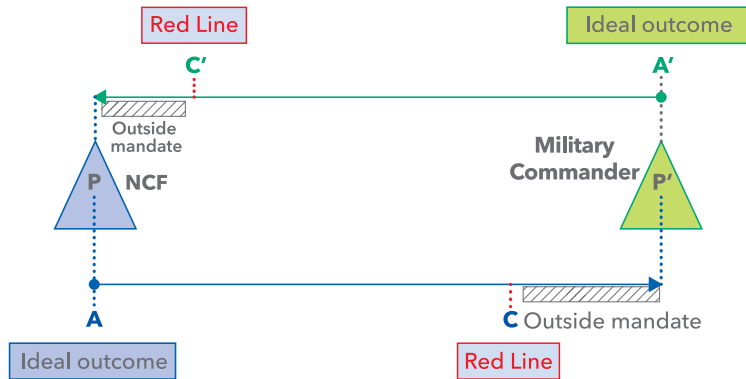 Red Line
Ideal outcome
C'
A'
Outside
mandate
Military
Commander
P
NCF
P'
A
C
Outside mandate
Ideal outcome
Red Line